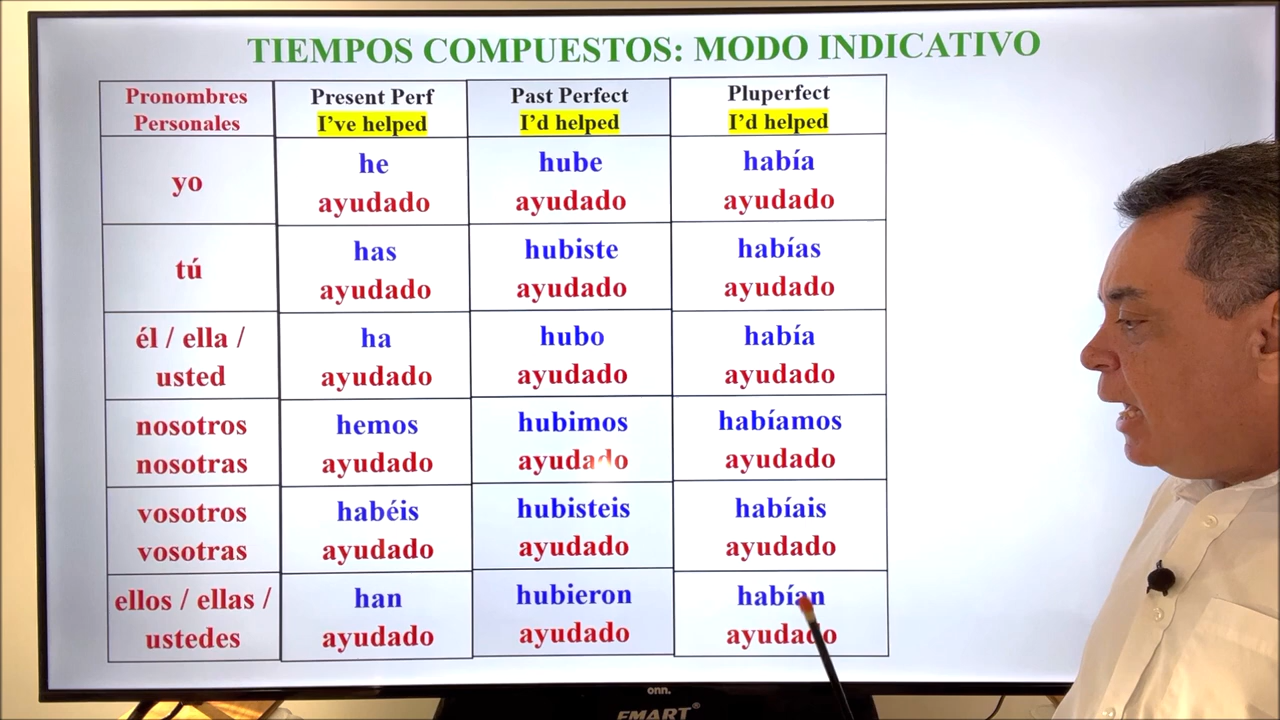 TIEMPOS COMPUESTOS: MODO INDICATIVO
Pronombres Personales
Present Perf
I've helped
Past Perfect
I'd helped
Pluperfect
I'd helped
yo
he ayudado
hube ayudado
había ayudado
tú
has ayudado
hubiste ayudado
habías ayudado
él / ella / usted
ha ayudado
hubo ayudado
había ayudado
nosotros nosotras
hemos ayudado
hubimos ayudado
habíamos ayudado
vosotros vosotras
habéis ayudado
hubisteis ayudado
habíais ayudado
ellos / ellas / ustedes
han ayudado
hubieron ayudado
habían ayudado
onn.
EMART®